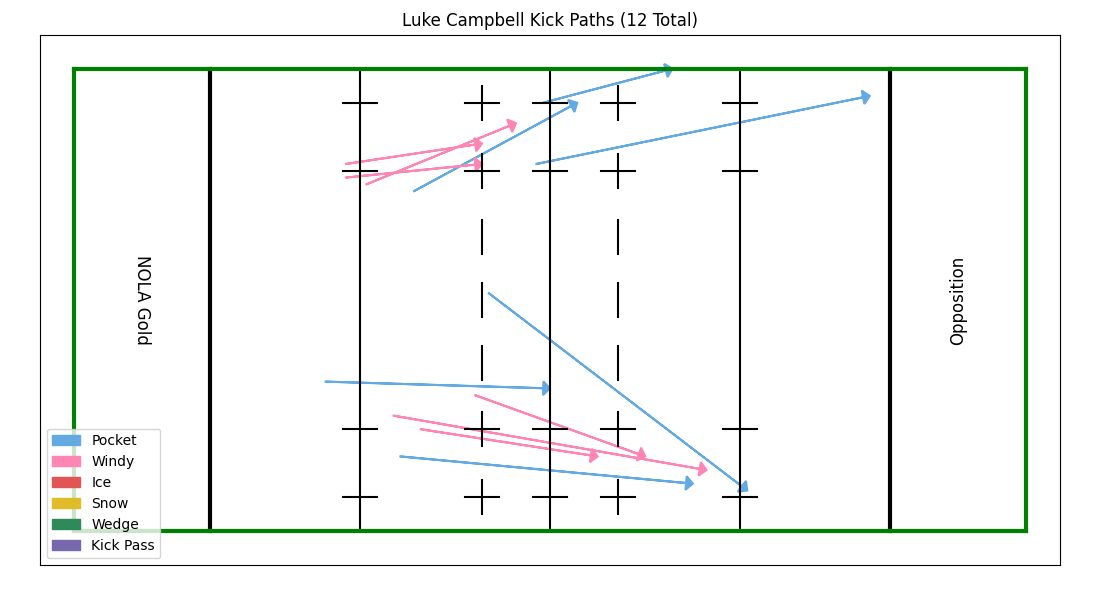 Luke Campbell Kick Paths (12 Total)
NOLA Gold
Opposition
Pocket
Windy
Ice
Snow
Wedge
Kick Pass